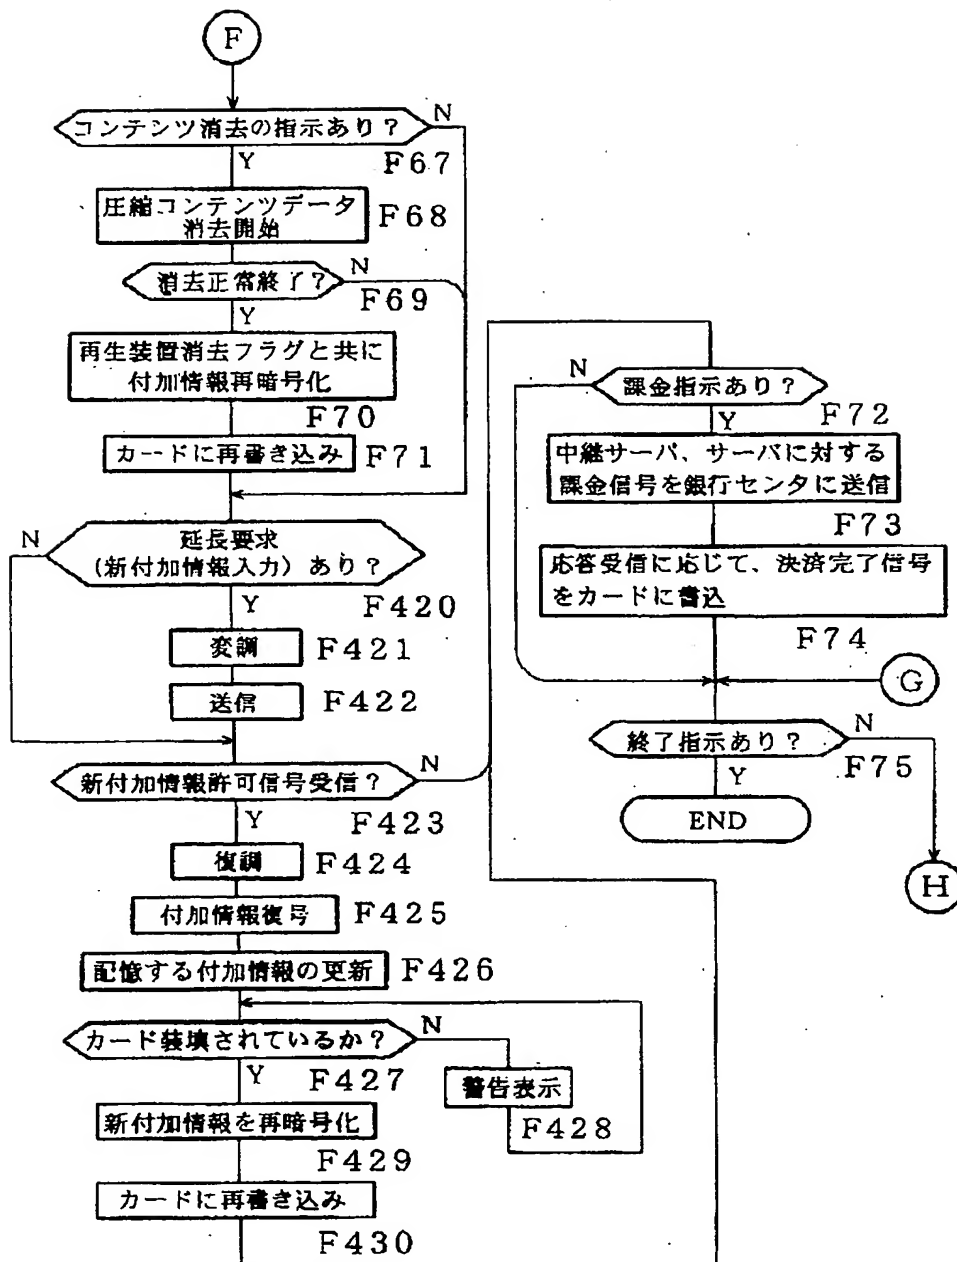 F
コンテンツ消去の指示あり？
N
Y
F67
圧縮コンテンツデータ
消去開始
F68
消去正常終了？
N
F69
Y
再生装置消去フラグと共に
付加情報再暗号化
F70
カードに再書き込み
F71
N
延長要求
(新付加情報入力) あり？
Y
F420
変調
F421
送信
F422
新付加情報許可信号受信？
N
Y
F423
復調
F424
付加情報復号
F425
記憶する付加情報の更新
F426
カード装填されているか？
N
Y
F427
警告表示
F428
新付加情報を再暗号化
F429
カードに再書き込み
F430
N
課金指示あり？
F72
Y
中継サーバ、サーバに対する
課金信号を銀行センタに送信
F73
応答受信に応じて、決済完了信号
をカードに書込
F74
G
終了指示あり？
N
F75
Y
END
H